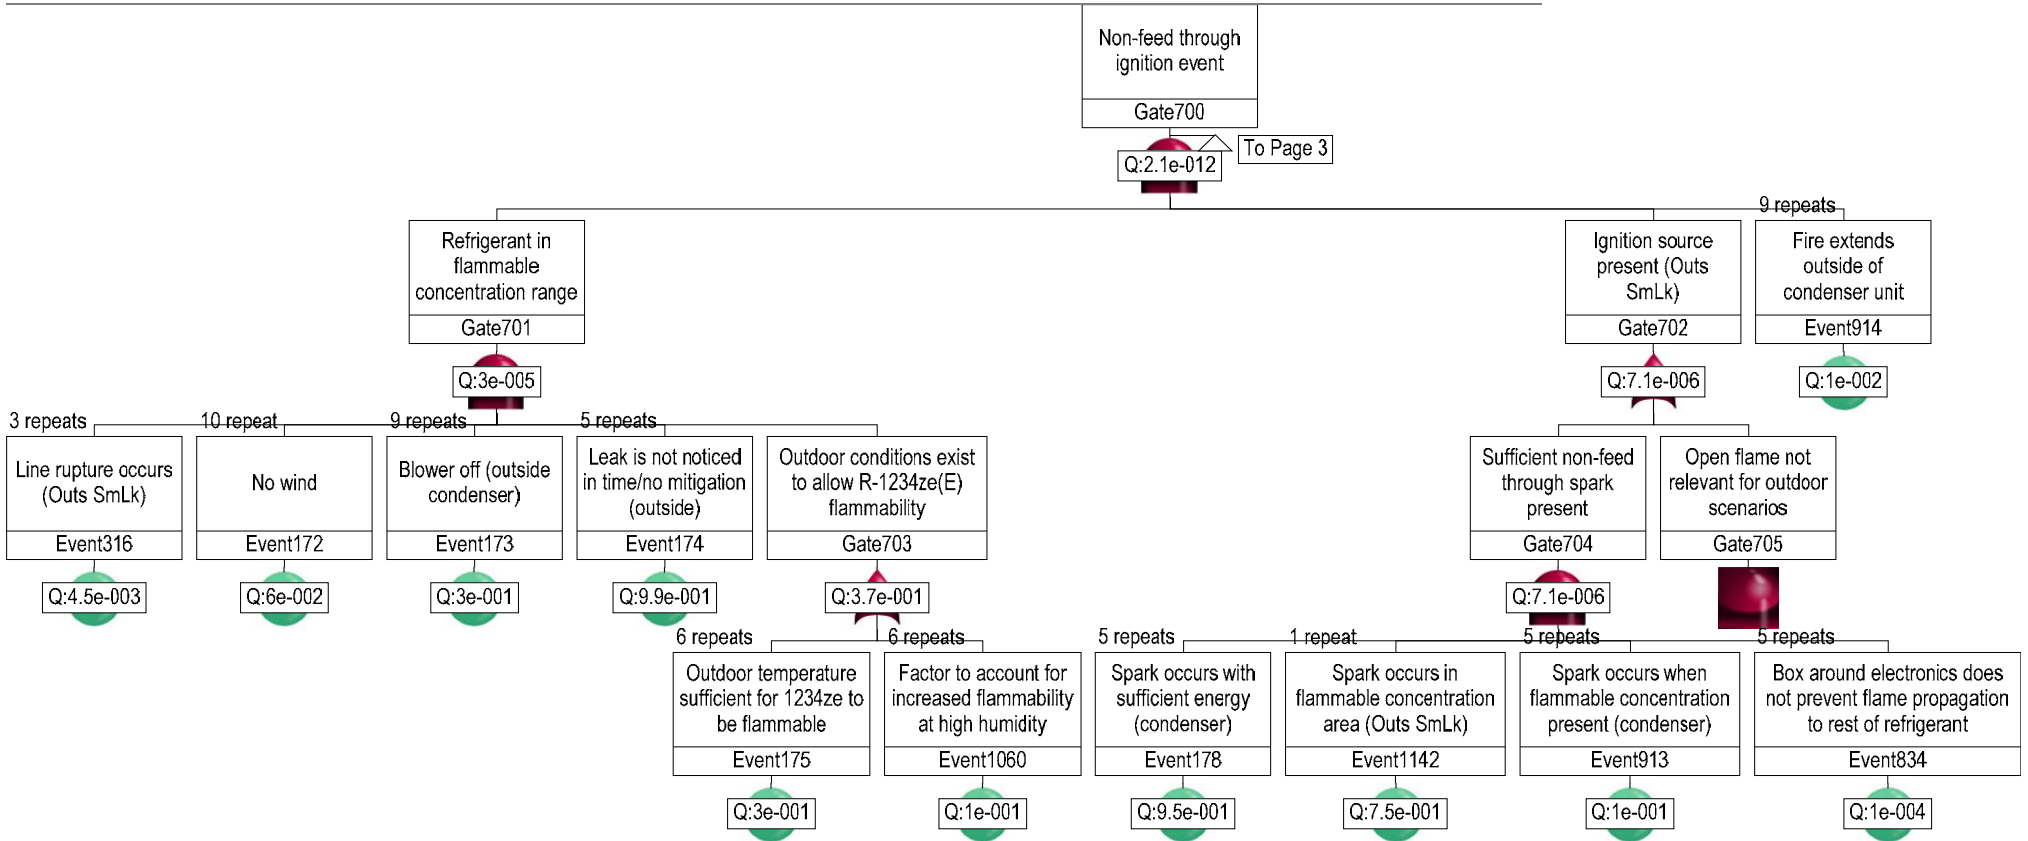 Non-feed through
ignition event
Gate700
To Page 3
Q:2.1e-012
9 repeats
Refrigerant in
flammable
concentration range
Gate701
Q:3e-005
Ignition source
present (Outs
SmLk)
Gate702
Q:7.1e-006
Fire extends
outside of
condenser unit
Event914
Q:1e-002
3 repeats
Line rupture occurs
(Outs SmLk)
Event316
Q:4.5e-003
10 repeat
No wind
Event172
Q:6e-002
9 repeats
Blower off (outside
condenser)
Event173
Q:3e-001
5 repeats
Leak is not noticed
in time/no mitigation
(outside)
Event174
Q:9.9e-001
Outdoor conditions exist
to allow R-1234ze(E)
flammability
Gate703
Q:3.7e-001
Sufficient non-feed
through spark
present
Gate704
Q:7.1e-006
Open flame not
relevant for outdoor
scenarios
Gate705
6 repeats
Outdoor temperature
sufficient for 1234ze to
be flammable
Event175
Q:3e-001
6 repeats
Factor to account for
increased flammability
at high humidity
Event1060
Q:1e-001
5 repeats
Spark occurs with
sufficient energy
(condenser)
Event178
Q:9.5e-001
1 repeat
Spark occurs in
flammable concentration
area (Outs SmLk)
Event1142
Q:7.5e-001
5 repeats
Spark occurs when
flammable concentration
present (condenser)
Event913
Q:1e-001
5 repeats
Box around electronics does
not prevent flame propagation
to rest of refrigerant
Event834
Q:1e-004